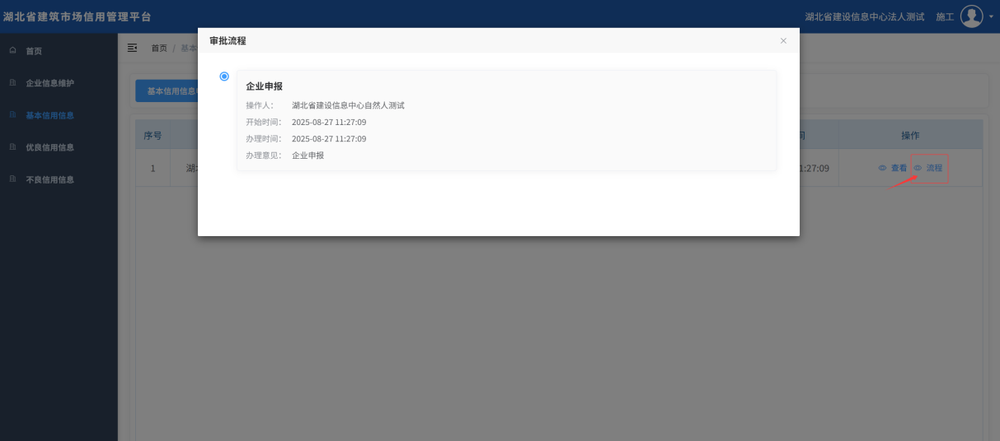 湖北省建筑市场信用管理平台
湖北省建设信息中心法人测试 施工
首页
企业信息维护
基本信用信息
优良信用信息
不良信用信息
首页 / 基本
基本信用信息
审批流程
企业申报
操作人: 湖北省建设信息中心自然人测试
开始时间: 2025-08-27 11:27:09
办理时间: 2025-08-27 11:27:09
办理意见: 企业申报
序号 间 操作
1 湖 1:27:09 查看 流程